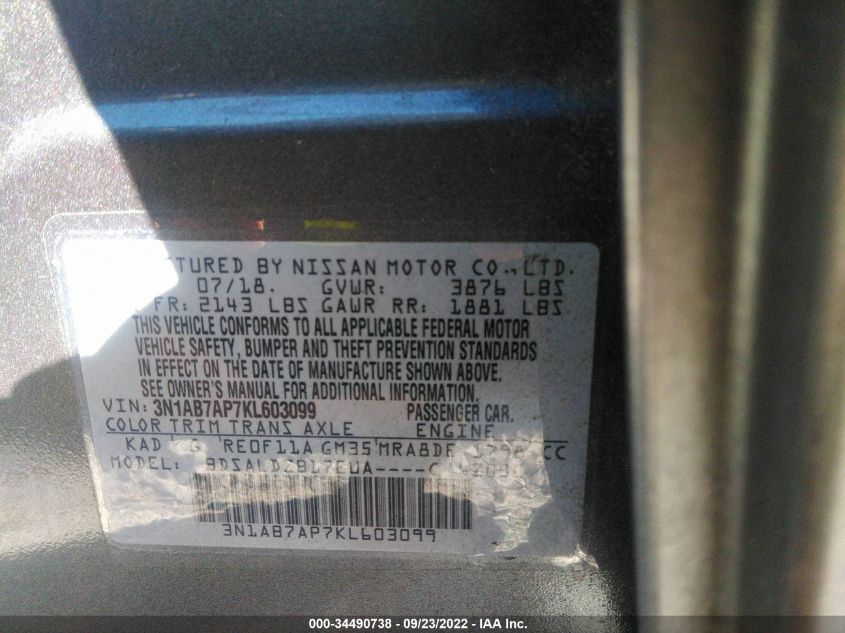 TURED BY NISSAN MOTOR CO., LTD.
07/18. GVWR: 3876 LBS
FR: 2143 LBS GAWR RR: 1881 LBS
THIS VEHICLE CONFORMS TO ALL APPLICABLE FEDERAL MOTOR
VEHICLE SAFETY, BUMPER AND THEFT PREVENTION STANDARDS
IN EFFECT ON THE DATE OF MANUFACTURE SHOWN ABOVE.
SEE OWNER'S MANUAL FOR ADDITIONAL INFORMATION.
VIN: 3N1AB7AP7KL603099 PASSENGER CAR.
COLOR TRIM TRANS AXLE ENGINE
KAD G RE0F11A GM35 MRA8DE CC
MODEL:
3N1AB7AP7KL603099
000-34490738 - 09/23/2022 - IAA Inc.